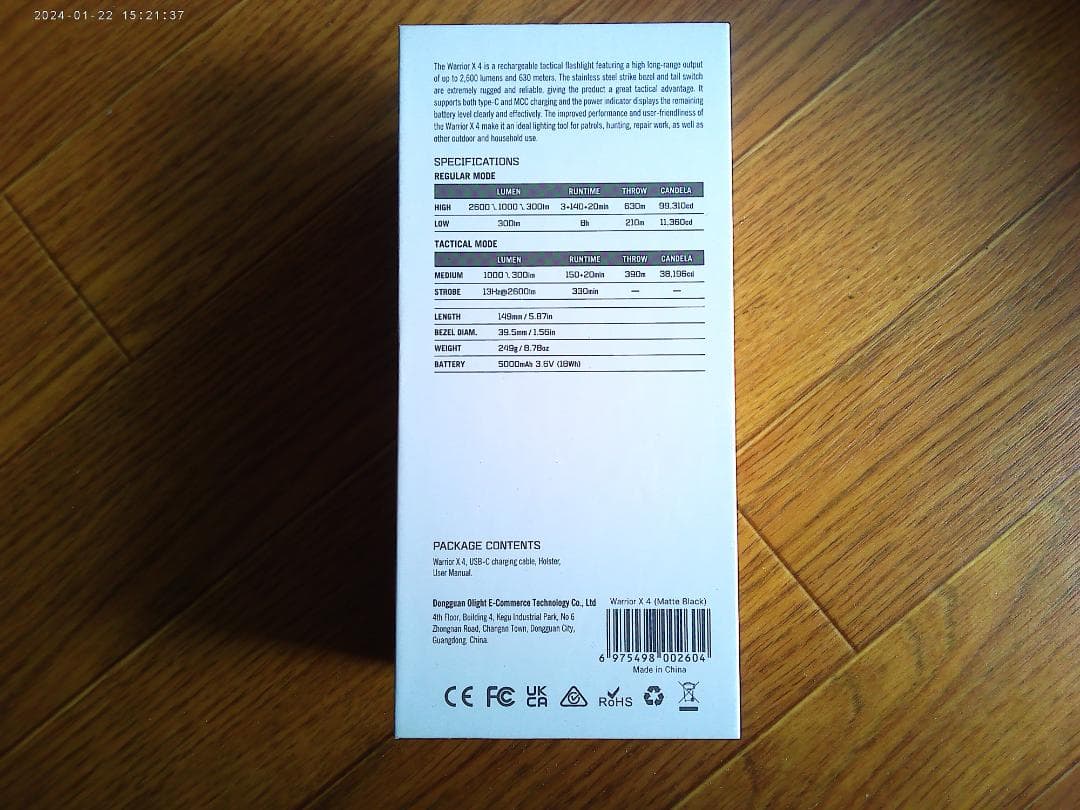 2024-01-22 15:21:37
The Warrior X 4 is a rechargeable tactical flashlight featuring a high long-range output
of up to 2,600 lumens and 630 meters. The stainless steel strike bezel and tail switch
are extremely rugged and reliable, giving the product a great tactical advantage. It
supports both type-C and MCC charging and the power indicator displays the remaining
battery level clearly and effectively. The improved performance and user-friendliness of
the Warrior X 4 make it an ideal lighting tool for patrols, hunting, repair work, as well as
other outdoor and household use.
SPECIFICATIONS
REGULAR MODE
LUMEN RUNTIME THROW CANDELA
HIGH 2600 \ 1000 \ 300lm 3+140+20min 630m 99,310cd
LOW 300lm 8h 210m 11,360cd
TACTICAL MODE
LUMEN RUNTIME THROW CANDELA
MEDIUM 1000 \ 300lm 150+20min 390m 38,196cd
STROBE 13Hz@2600lm 330min — —
LENGTH 149mm / 5.87in
BEZEL DIAM. 39.5mm / 1.56in
WEIGHT 249g / 8.78oz
BATTERY 5000mAh 3.6V (18Wh)
PACKAGE CONTENTS
Warrior X 4, USB-C charging cable, Holster,
User Manual.
Dongguan Olight E-Commerce Technology Co., Ltd
4th Floor, Building 4, Kegu Industrial Park, No 6
Zhongnan Road, Changan Town, Dongguan City,
Guangdong, China.
Warrior X 4 (Matte Black)
6 975498 002604
Made in China
CE FC UK CA RoHS